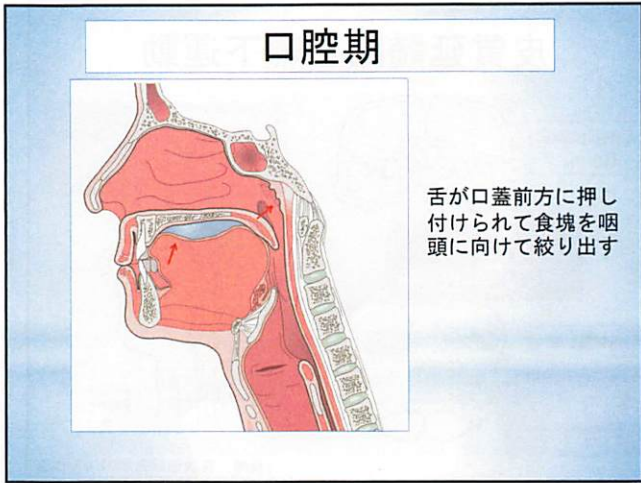 口腔期
舌が口蓋前方に押し
付けられて食塊を咽
頭に向けて絞り出す